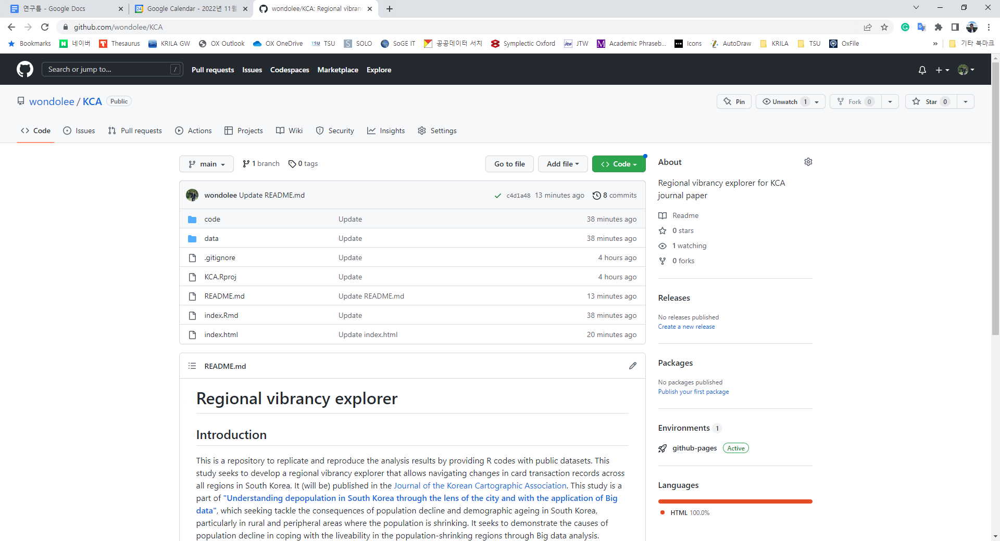 연구틀 - Google Docs
Google Calendar - 2022년 11월
wondolee/KCA: Regional vibran
github.com/wondolee/KCA
Bookmarks 네이버 Thesaurus KRILA GW OX Outlook OX OneDrive TSU TSU SOLO SoGE IT 공공데이터 서치 Symplectic Oxford JTW Academic Phraseb... Icons AutoDraw KRILA TSU OxFile » 기타 북마크
Search or jump to... / Pull requests Issues Codespaces Marketplace Explore
wondolee / KCA Public
Pin Unwatch 1 Fork 0 Star 0
Code Issues Pull requests Actions Projects Wiki Security Insights Settings
main 1 branch 0 tags Go to file Add file Code
wondolee Update README.md c4d1a48 13 minutes ago 8 commits
code Update 38 minutes ago
data Update 38 minutes ago
.gitignore Update 4 hours ago
KCA.Rproj Update 4 hours ago
README.md Update README.md 13 minutes ago
index.Rmd Update 38 minutes ago
index.html Update index.html 20 minutes ago
README.md
Regional vibrancy explorer
Introduction
This is a repository to replicate and reproduce the analysis results by providing R codes with public datasets. This
study seeks to develop a regional vibrancy explorer that allows navigating changes in card transaction records across
all regions in South Korea. It (will be) published in the Journal of the Korean Cartographic Association. This study is a
part of "Understanding depopulation in South Korea through the lens of the city and with the application of Big
data", which seeking tackle the consequences of population decline and demographic ageing in South Korea,
particularly in rural and peripheral areas where the population is shrinking. It seeks to demonstrate the causes of
population decline in coping with the liveability in the population-shrinking regions through Big data analysis.
About
Regional vibrancy explorer for KCA
journal paper
Readme
0 stars
1 watching
0 forks
Releases
No releases published
Create a new release
Packages
No packages published
Publish your first package
Environments 1
github-pages Active
Languages
HTML 100.0%